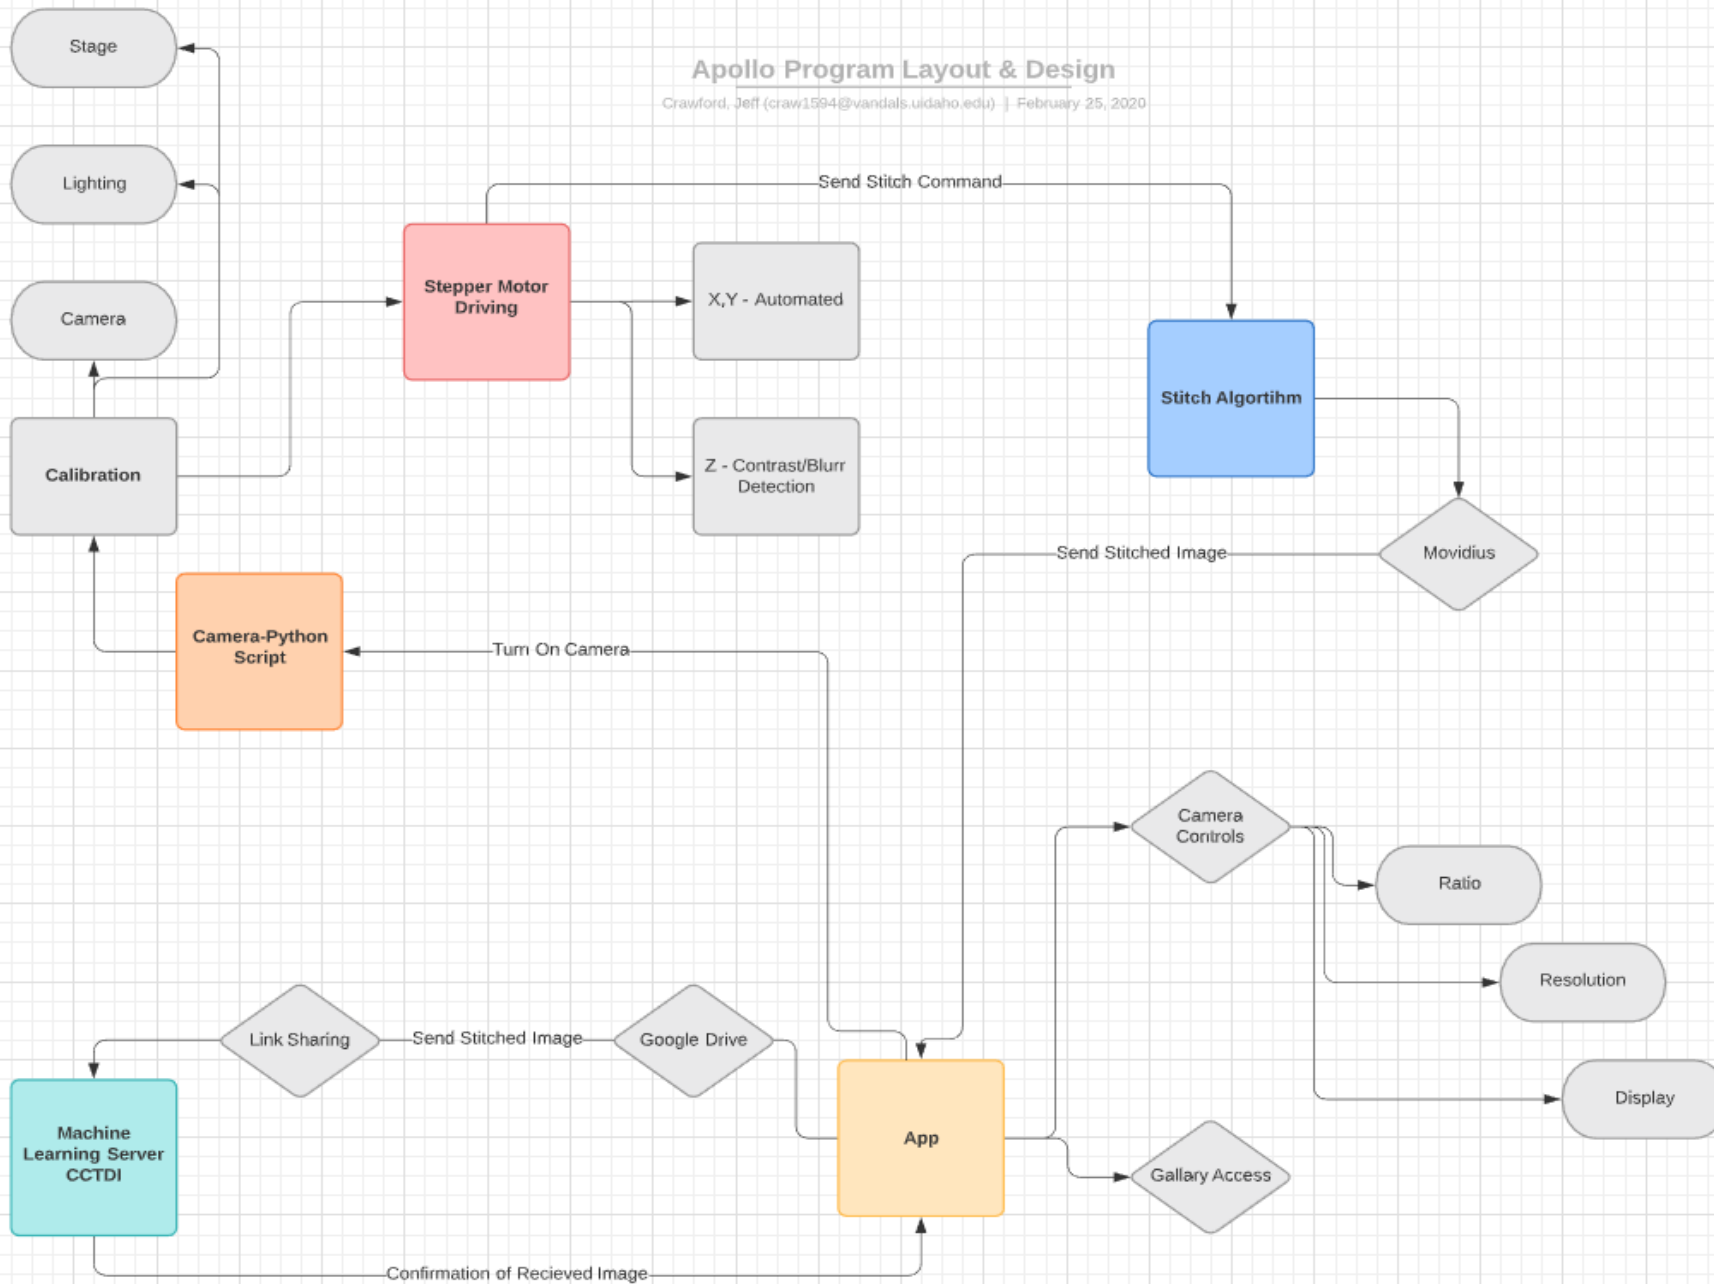 Stage
Apollo Program Layout & Design
Crawford, Jeff (craw1594@vandals.uidaho.edu) | February 25, 2020
Lighting
Send Stitch Command
Camera
Stepper Motor
Driving
X,Y - Automated
Stitch Algortihm
Calibration
Z - Contrast/Blurr
Detection
Movidius
Send Stitched Image
Camera-Python
Script
Turn On Camera
Camera
Controls
Ratio
Resolution
Link Sharing
Send Stitched Image
Google Drive
Display
Machine
Learning Server
CCTDI
App
Gallary Access
Confirmation of Recieved Image